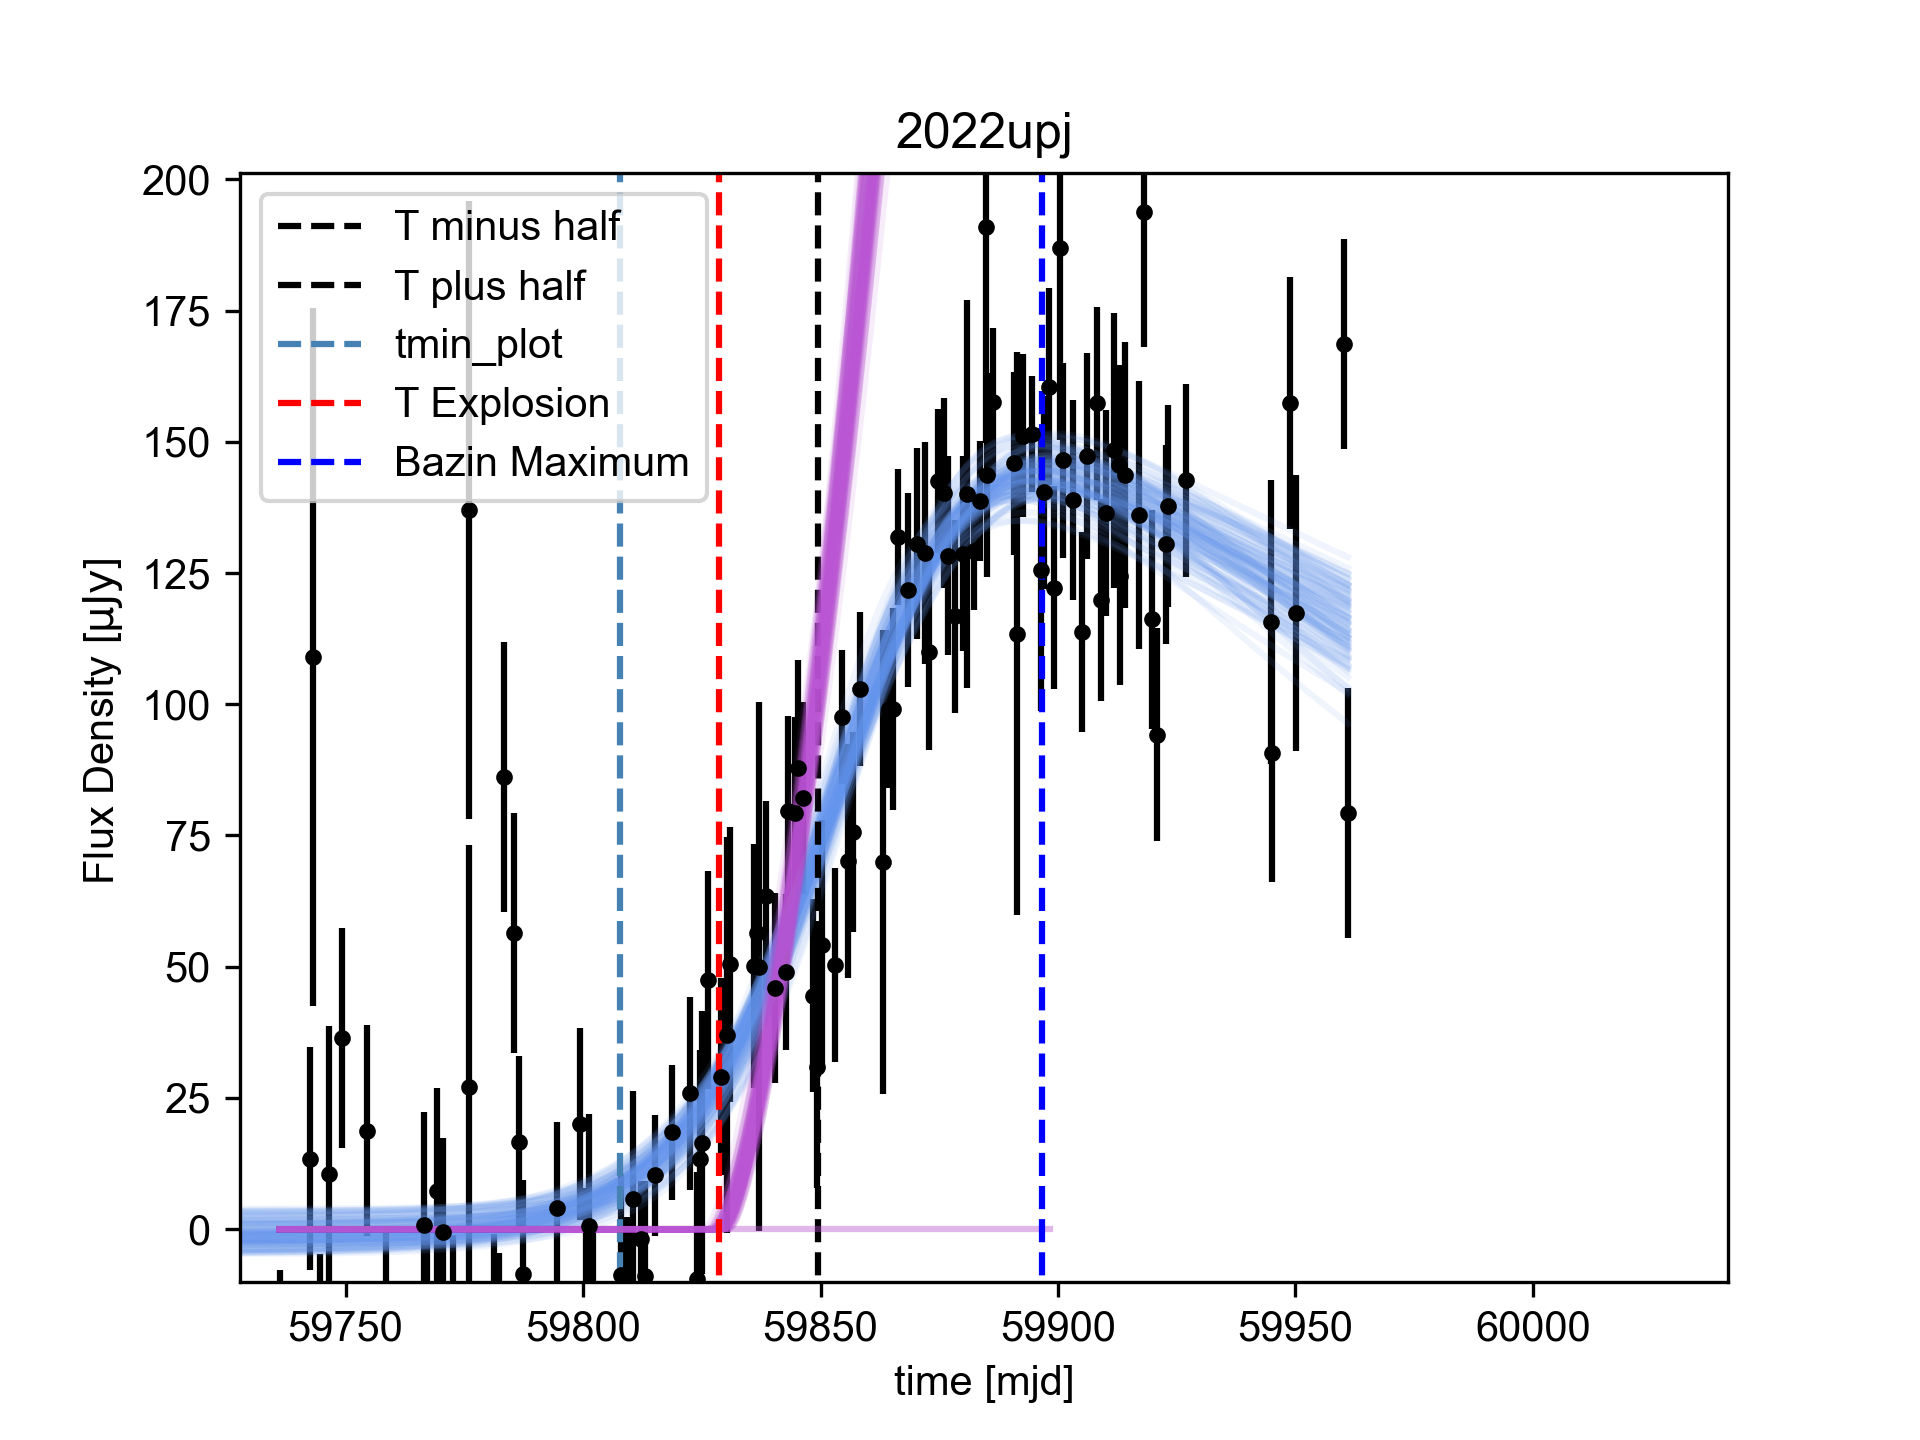 2022upj
200
175
150
125
100
75
50
25
0
Flux Density [µJy]
T minus half
T plus half
tmin_plot
T Explosion
Bazin Maximum
59750 59800 59850 59900 59950 60000
time [mjd]